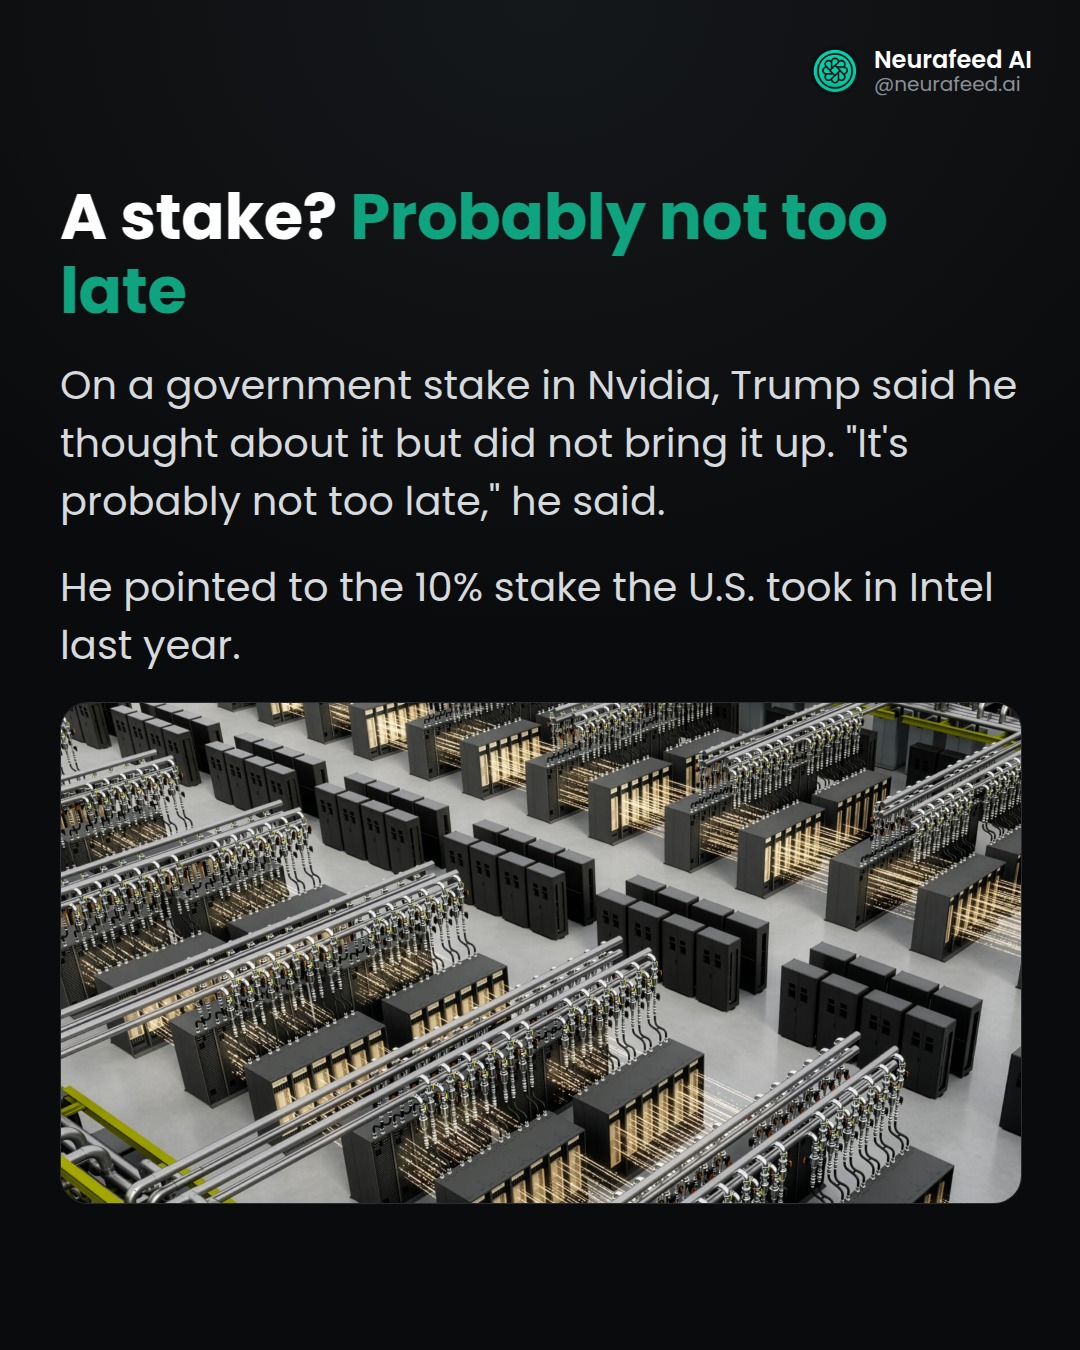 Neurafeed AI
@neurafeed.ai
A stake? Probably not too
late
On a government stake in Nvidia, Trump said he
thought about it but did not bring it up. "It's
probably not too late," he said.
He pointed to the 10% stake the U.S. took in Intel
last year.